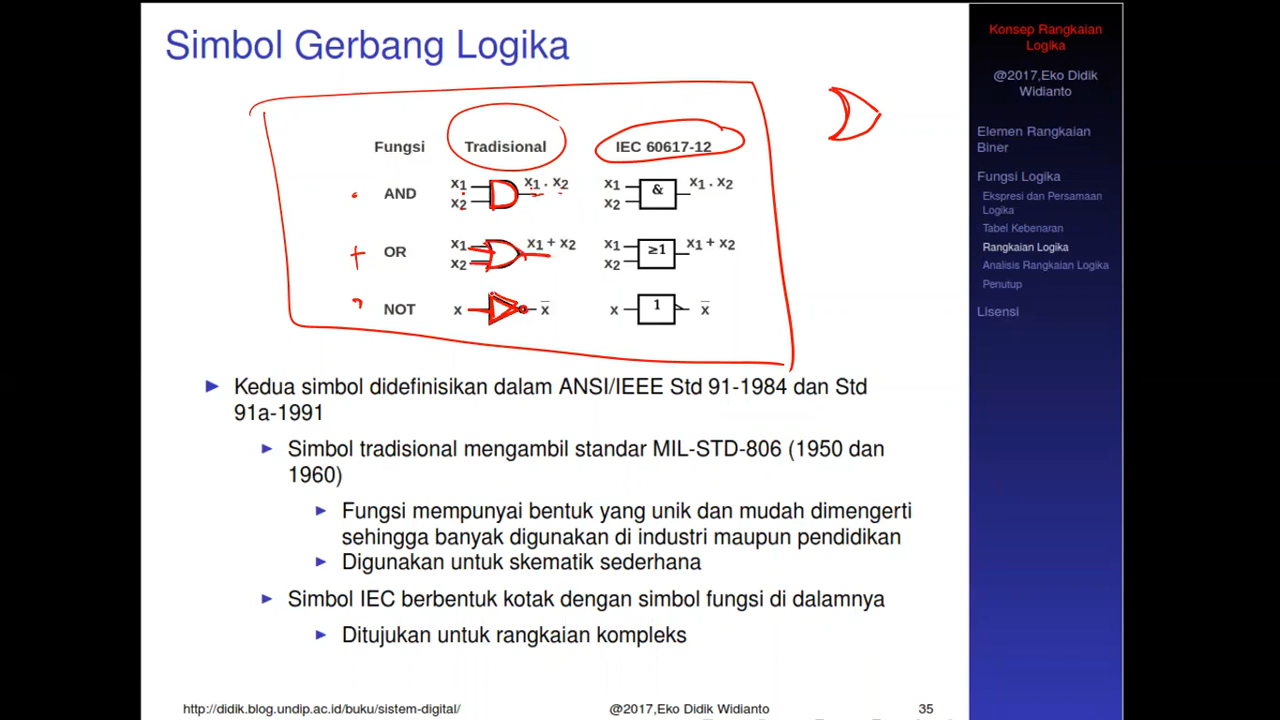 Simbol Gerbang Logika
Fungsi Tradisional IEC 60617-12
AND x1 x2 x1 . x2 x1 x2 & x1 . x2
+ OR x1 x2 x1 + x2 x1 x2 ≥1 x1 + x2
NOT x x̅ x 1 x̅
Kedua simbol didefinisikan dalam ANSI/IEEE Std 91-1984 dan Std
91a-1991
Simbol tradisional mengambil standar MIL-STD-806 (1950 dan
1960)
Fungsi mempunyai bentuk yang unik dan mudah dimengerti
sehingga banyak digunakan di industri maupun pendidikan
Digunakan untuk skematik sederhana
Simbol IEC berbentuk kotak dengan simbol fungsi di dalamnya
Ditujukan untuk rangkaian kompleks
http://didik.blog.undip.ac.id/buku/sistem-digital/ @2017,Eko Didik Widianto 35
Konsep Rangkaian
Logika
@2017,Eko Didik
Widianto
Elemen Rangkaian
Biner
Fungsi Logika
Ekspresi dan Persamaan
Logika
Tabel Kebenaran
Rangkaian Logika
Analisis Rangkaian Logika
Penutup
Lisensi